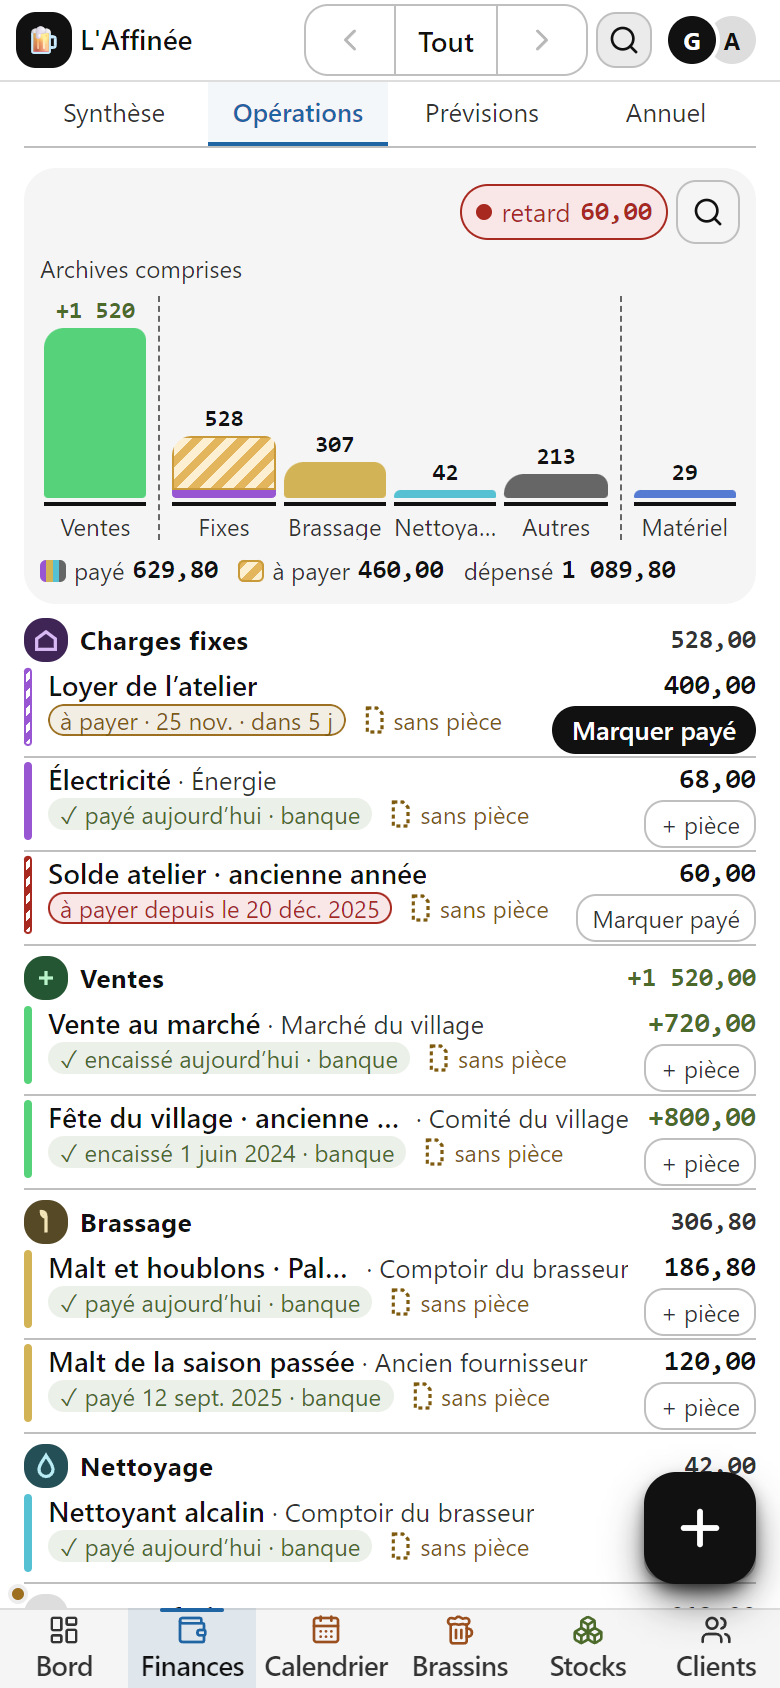 L'Affinée
Tout
G A
Synthèse Opérations Prévisions Annuel
retard 60,00
Archives comprises
+1 520
528
307
42
213
29
Ventes Fixes Brassage Nettoya... Autres Matériel
payé 629,80 à payer 460,00 dépensé 1 089,80
Charges fixes 528,00
Loyer de l’atelier 400,00
à payer · 25 nov. · dans 5 j sans pièce Marquer payé
Électricité · Énergie 68,00
✓ payé aujourd’hui · banque sans pièce + pièce
Solde atelier · ancienne année 60,00
à payer depuis le 20 déc. 2025 sans pièce Marquer payé
Ventes +1 520,00
Vente au marché · Marché du village +720,00
✓ encaissé aujourd’hui · banque sans pièce + pièce
Fête du village · ancienne ... · Comité du village +800,00
✓ encaissé 1 juin 2024 · banque sans pièce + pièce
Brassage 306,80
Malt et houblons · Pal... · Comptoir du brasseur 186,80
✓ payé aujourd’hui · banque sans pièce + pièce
Malt de la saison passée · Ancien fournisseur 120,00
✓ payé 12 sept. 2025 · banque sans pièce + pièce
Nettoyage 42,00
Nettoyant alcalin · Comptoir du brasseur
✓ payé aujourd’hui · banque sans pièce
+
Bord Finances Calendrier Brassins Stocks Clients